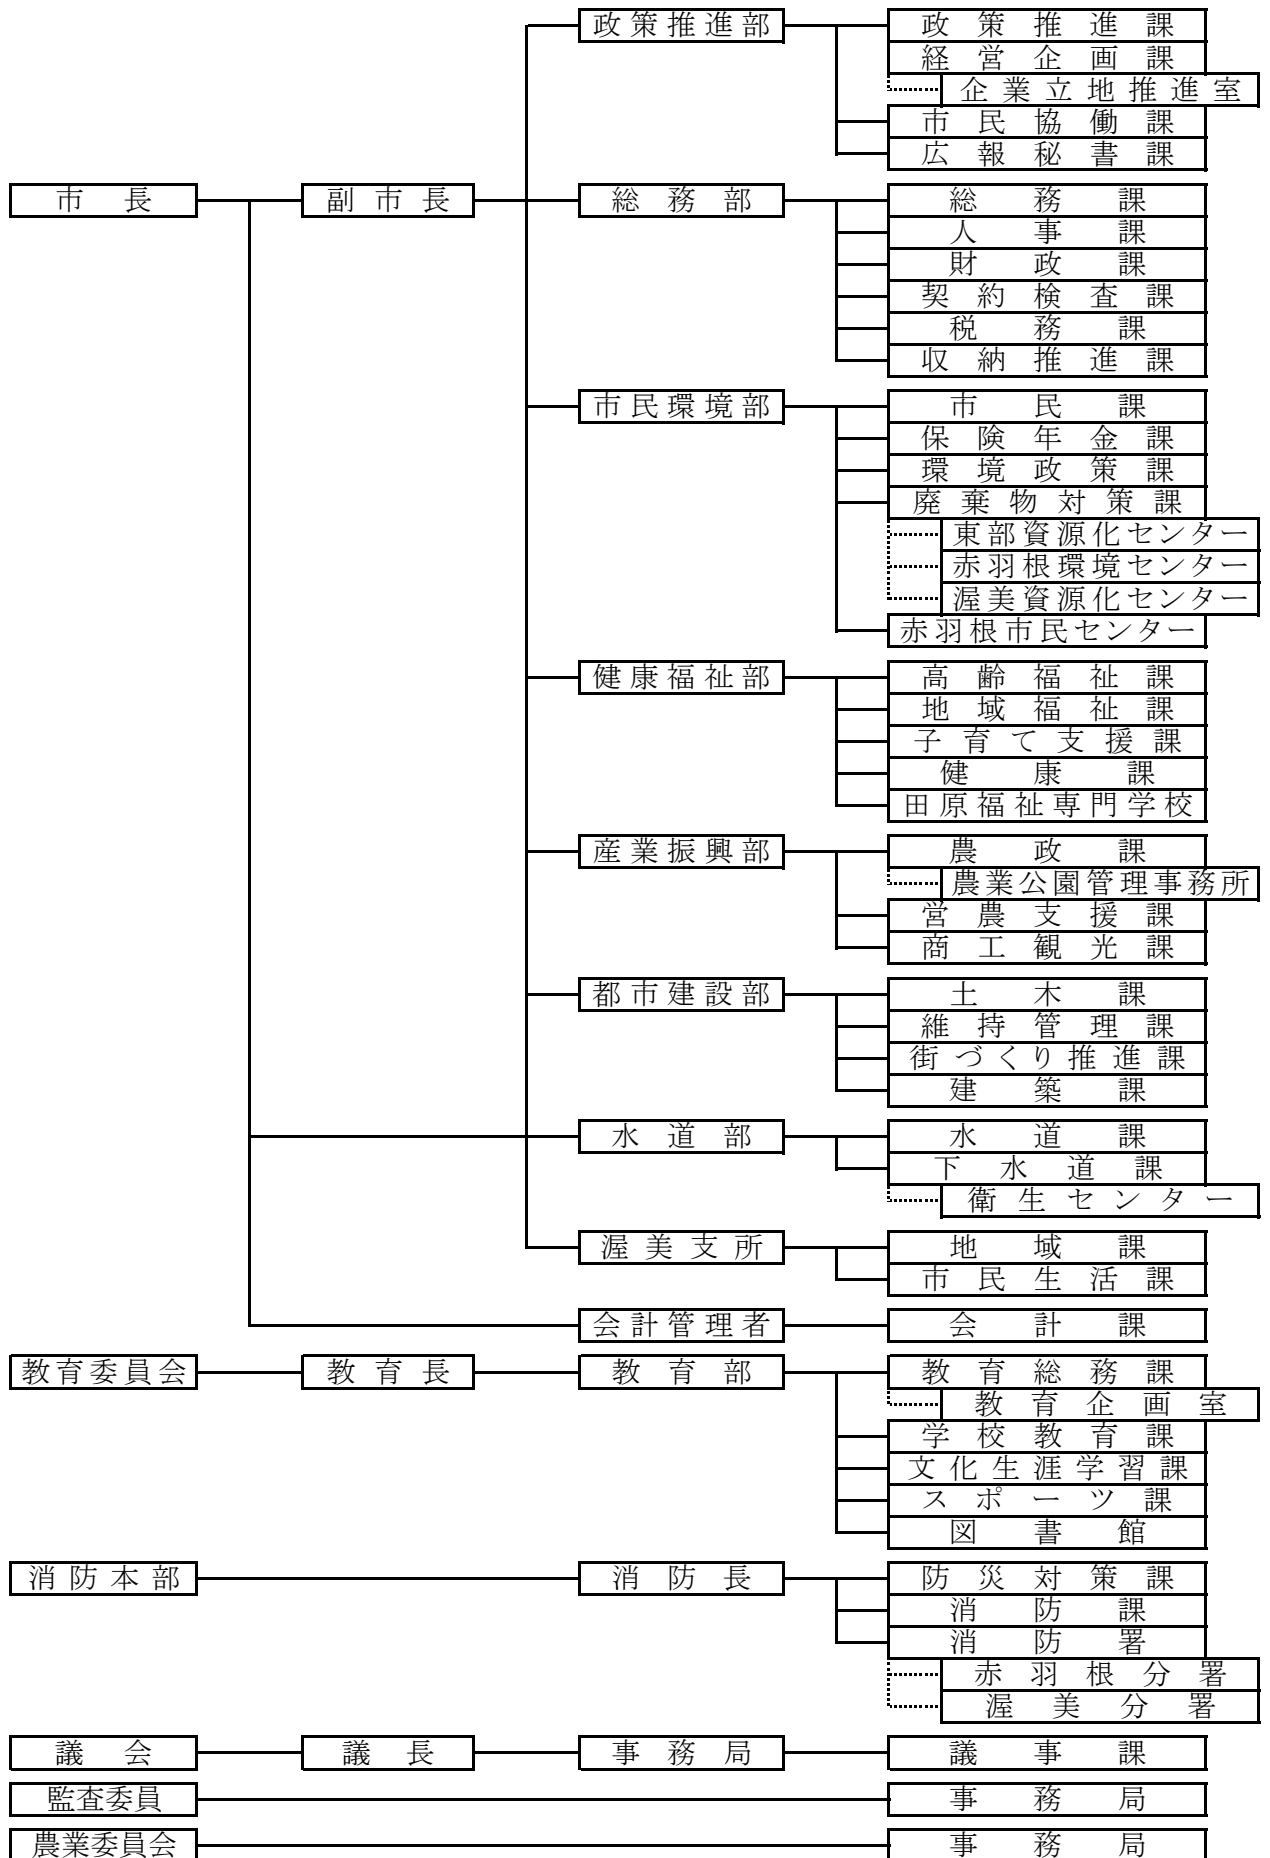 政策推進部 政策推進課
経営企画課
企業立地推進室
市民協働課
広報秘書課
市長 副市長 総務部 総務課
人事課
財政課
契約検査課
税務課
収納推進課
市民環境部 市民課
保険年金課
環境政策課
廃棄物対策課
東部資源化センター
赤羽根環境センター
渥美資源化センター
赤羽根市民センター
健康福祉部 高齢福祉課
地域福祉課
子育て支援課
健康課
田原福祉専門学校
産業振興部 農政課
農業公園管理事務所
営農支援課
商工観光課
都市建設部 土木課
維持管理課
街づくり推進課
建築課
水道部 水道課
下水道課
衛生センター
渥美支所 地域課
市民生活課
会計管理者 会計課
教育委員会 教育長 教育部 教育総務課
教育企画室
学校教育課
文化生涯学習課
スポーツ課
図書館
消防本部 消防長 防災対策課
消防課
消防署
赤羽根分署
渥美分署
議会 議長 事務局 議事課
監査委員 事務局
農業委員会 事務局